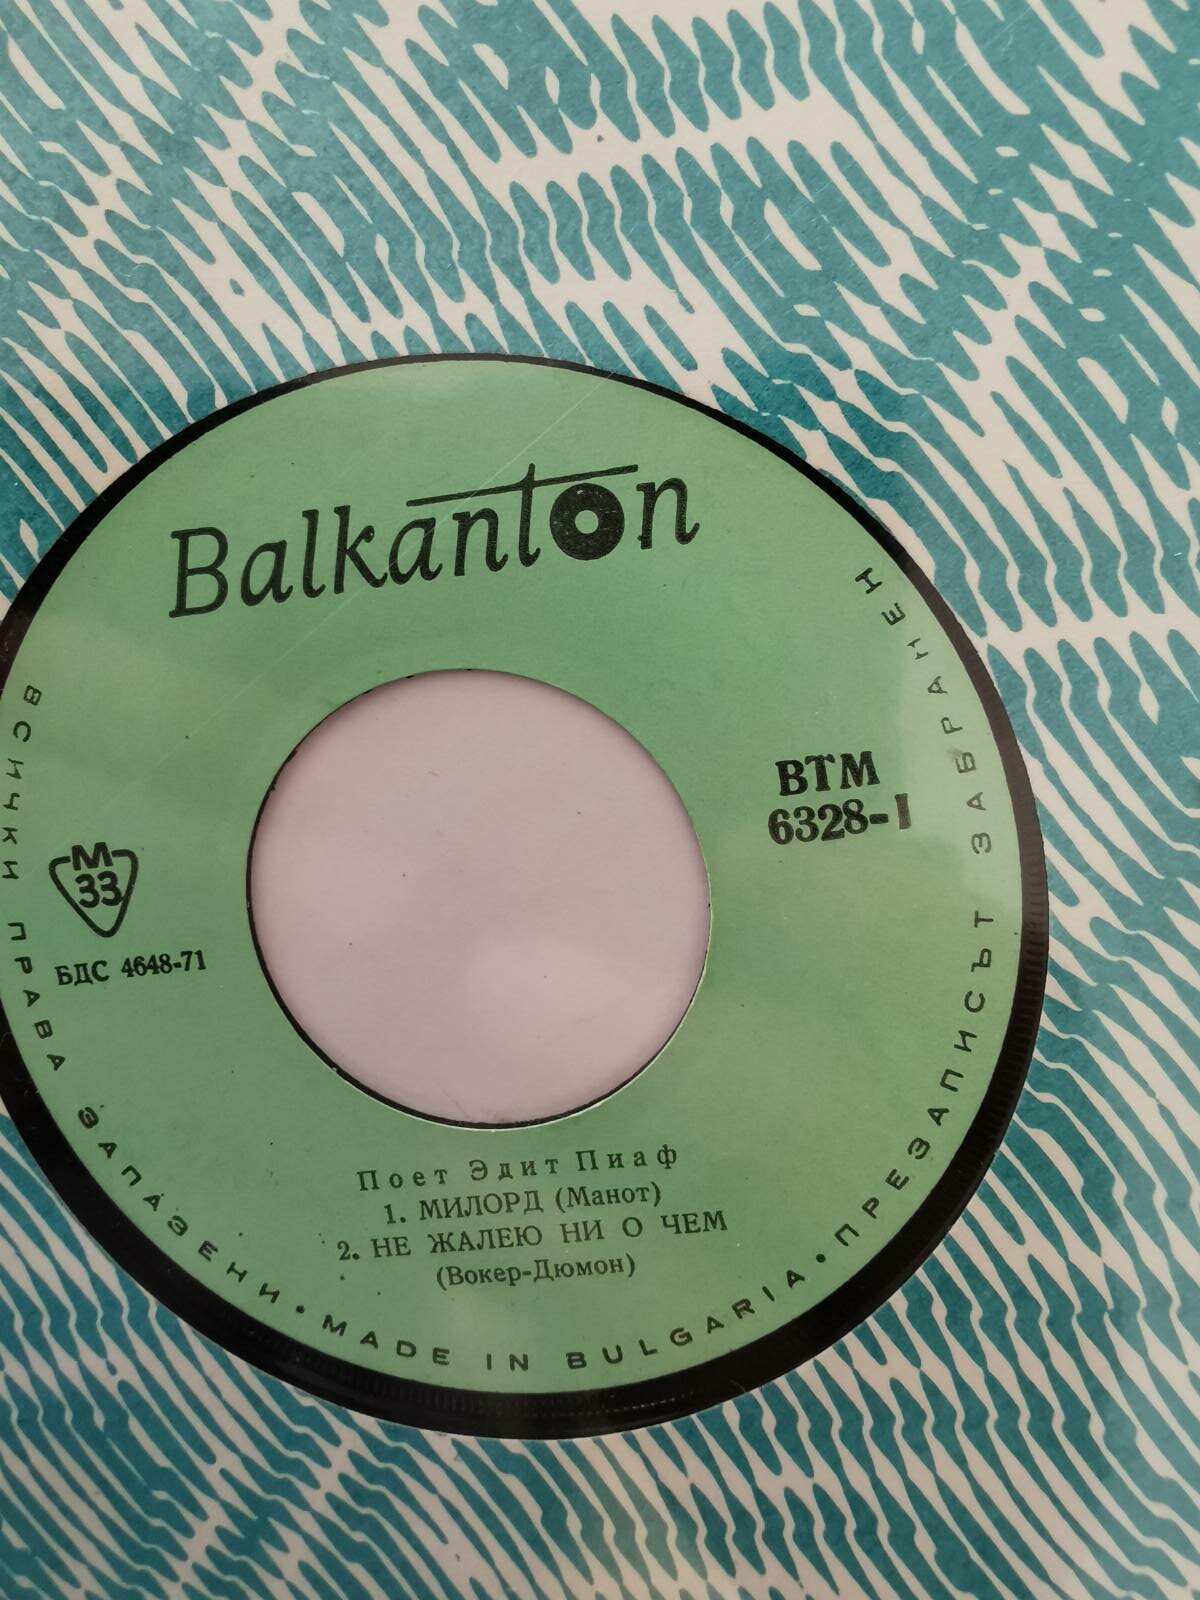 Balkanton
ВТМ
6328-I
М
33
БДС 4648-71
Поет Эдит Пиаф
1. МИЛОРД (Манот)
2. НЕ ЖАЛЕЮ НИ О ЧЕМ
(Вокер-Дюмон)
ВСИЧКИ ПРАВА ЗАПАЗЕНИ • MADE IN BULGARIA • ПРЕЗАПИСЪТ ЗАБРАНЕН